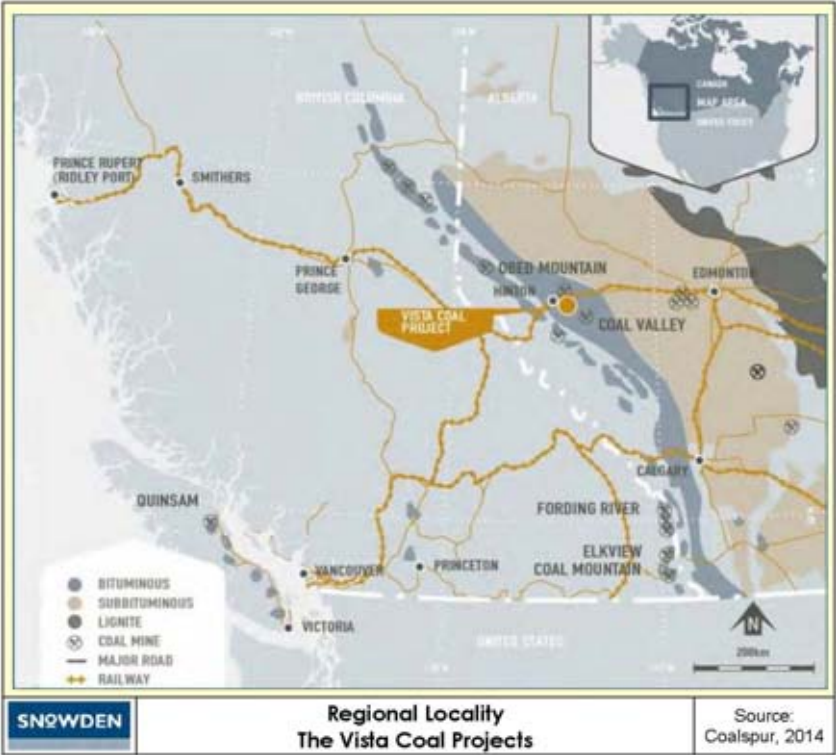 BRITISH COLUMBIA
ALBERTA
CANADA
MAP AREA
UNITED STATES
PRINCE RUPERT
(RIDLEY PORT)
SMITHERS
PRINCE
GEORGE
OBED MOUNTAIN
HINTON
EDMONTON
VISTA COAL
PROJECT
COAL VALLEY
CALGARY
QUINSAM
FORDING RIVER
ELKVIEW
COAL MOUNTAIN
VANCOUVER
PRINCETON
VICTORIA
UNITED STATES
BITUMINOUS
SUBBITUMINOUS
LIGNITE
COAL MINE
MAJOR ROAD
RAILWAY
N
200km
SNOWDEN
Regional Locality
The Vista Coal Projects
Source:
Coalspur, 2014